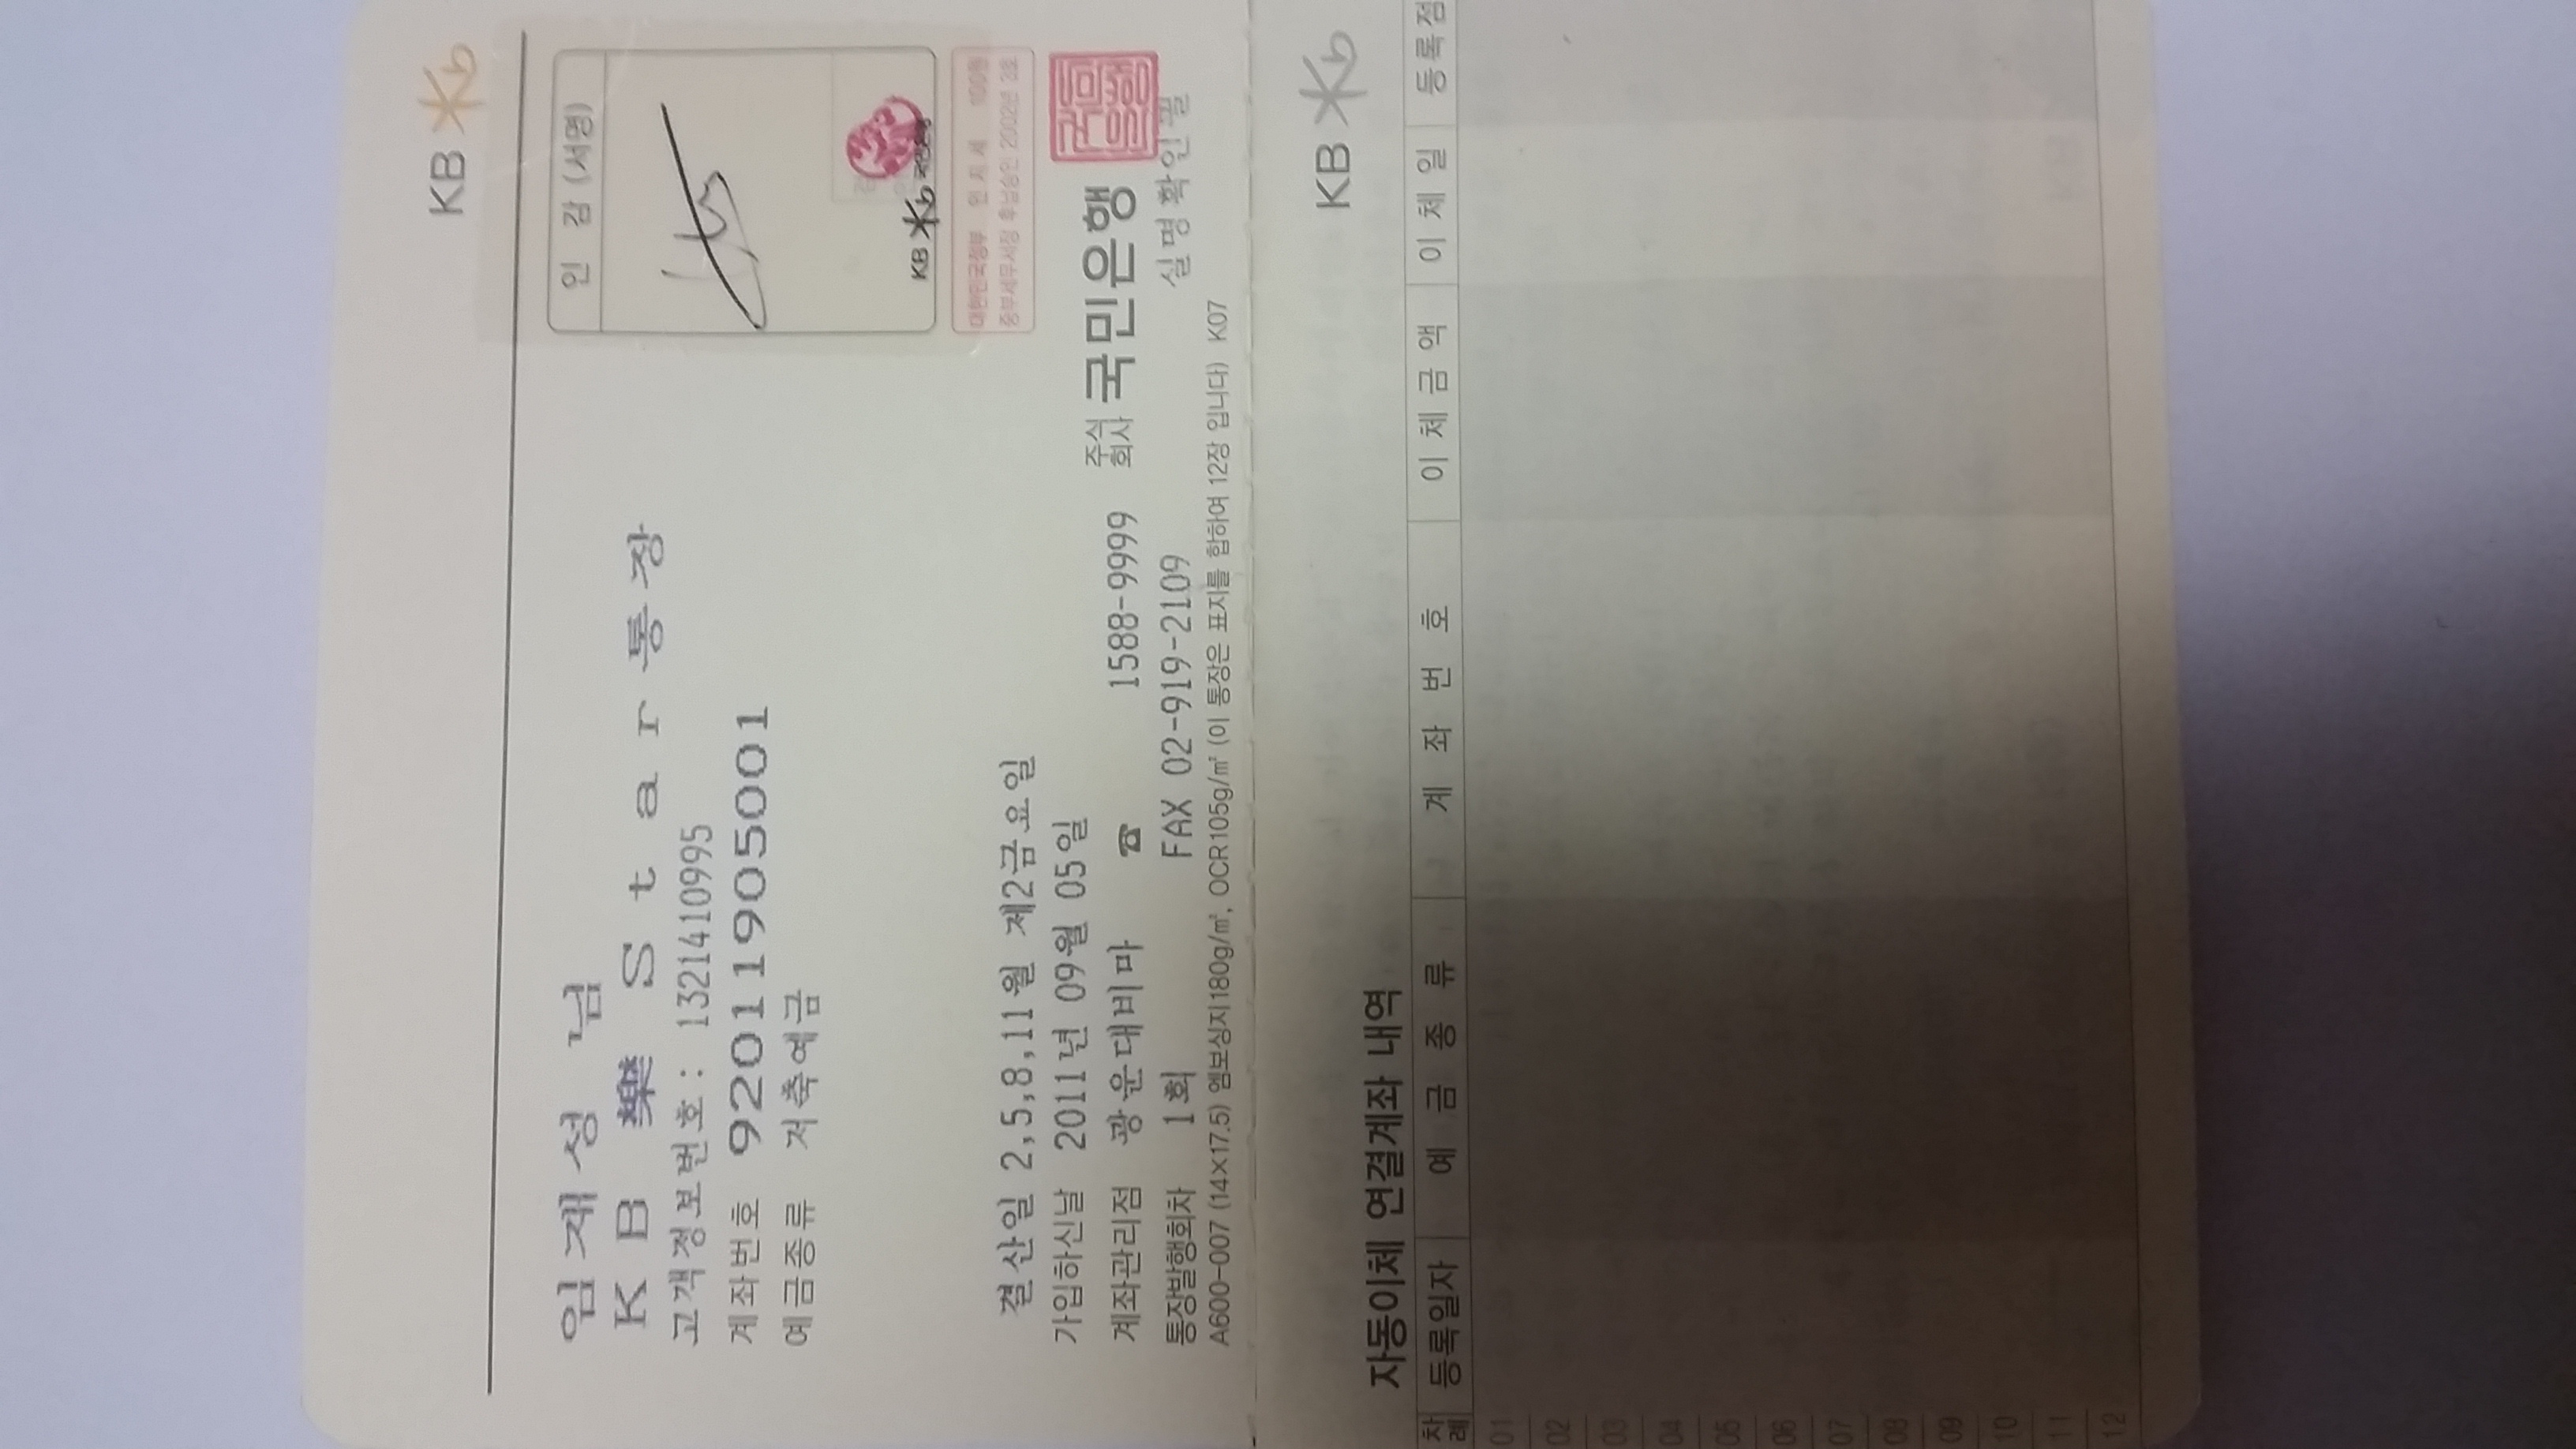 KB
임재성 님
KB 樂 Star통장
고객정보번호: 1321410995
계좌번호 92011905001
예금종류 저축예금
인 감 (서명)
KB 국민은행
대한민국정부 인지세 100원
중부세무서장 후납승인 2002년 3호
결산일 2,5,8,11월 제2금요일
가입하신날 2011년 09월 05일
계좌관리점 광운대비마 ☎ 1588-9999
주식회사 국민은행
통장발행회차 1회 FAX 02-919-2109
실명확인필
A600-007 (14×17.5) 엠보싱지180g/㎡, OCR105g/㎡ (이 통장은 표지를 합하여 12장 입니다) K07
KB
자동이체 연결계좌 내역
차례 등록일자 예금종류 계좌번호 이체금액 이체일 등록점
01
02
03
04
05
06
07
08
09
10
11
12